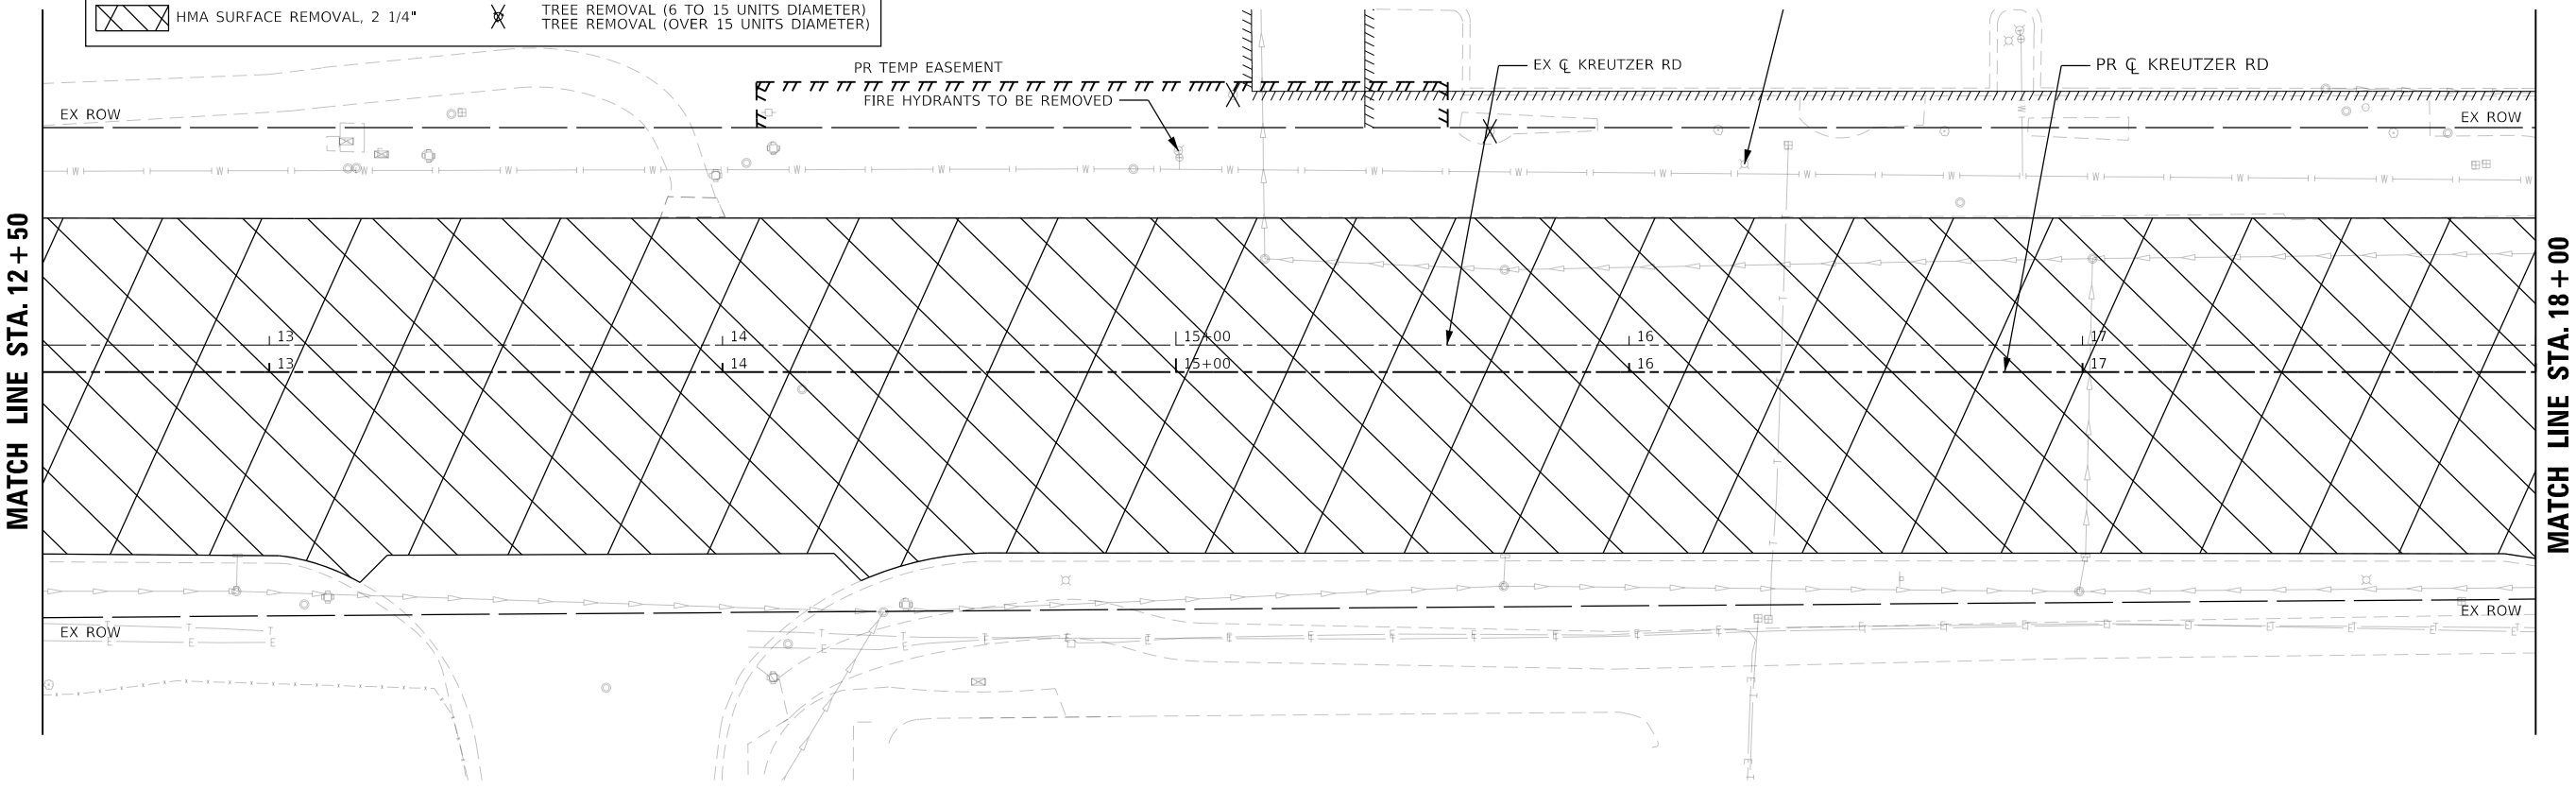 HMA SURFACE REMOVAL, 2 1/4"
TREE REMOVAL (6 TO 15 UNITS DIAMETER)
TREE REMOVAL (OVER 15 UNITS DIAMETER)
PR TEMP EASEMENT
EX ℄ KREUTZER RD
PR ℄ KREUTZER RD
FIRE HYDRANTS TO BE REMOVED
EX ROW
EX ROW
W W W W W W W W W W W W W W W W W W
W
MATCH LINE STA. 12+50
MATCH LINE STA. 18+00
13 14 15+00 16 17
13 14 15+00 16 17
EX ROW
EX ROW